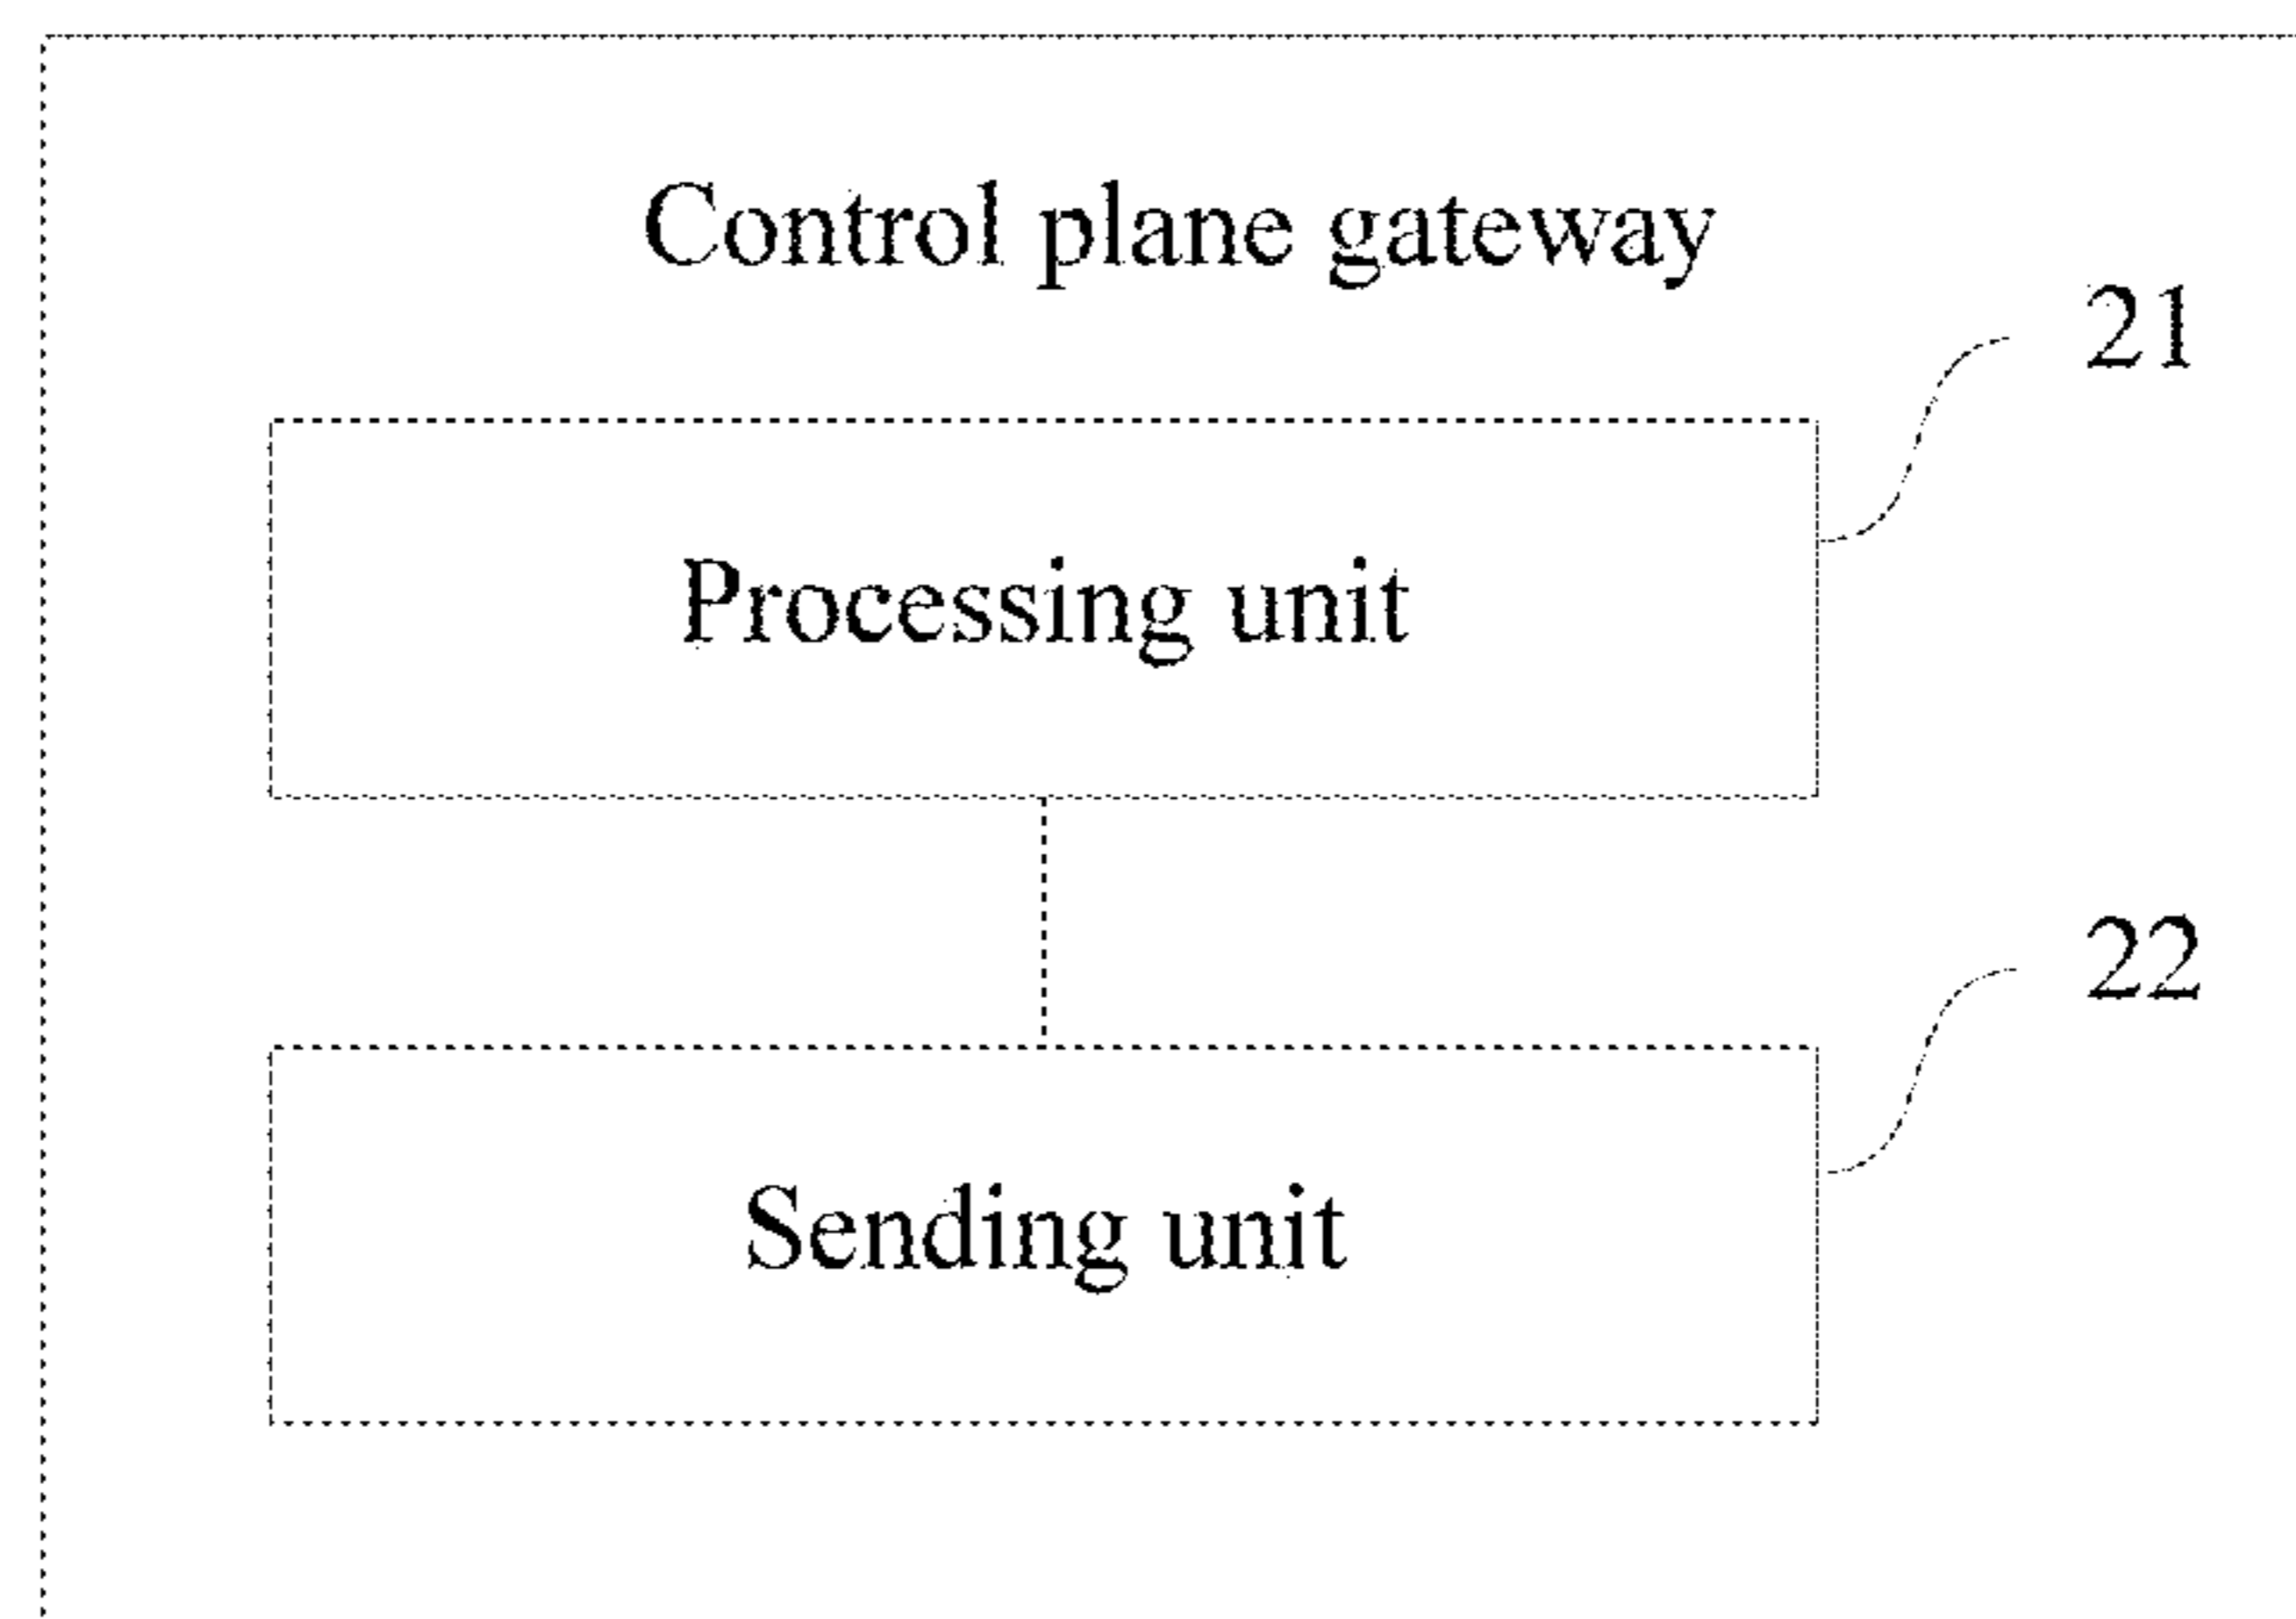 Control plane gateway
21
Processing unit
22
Sending unit